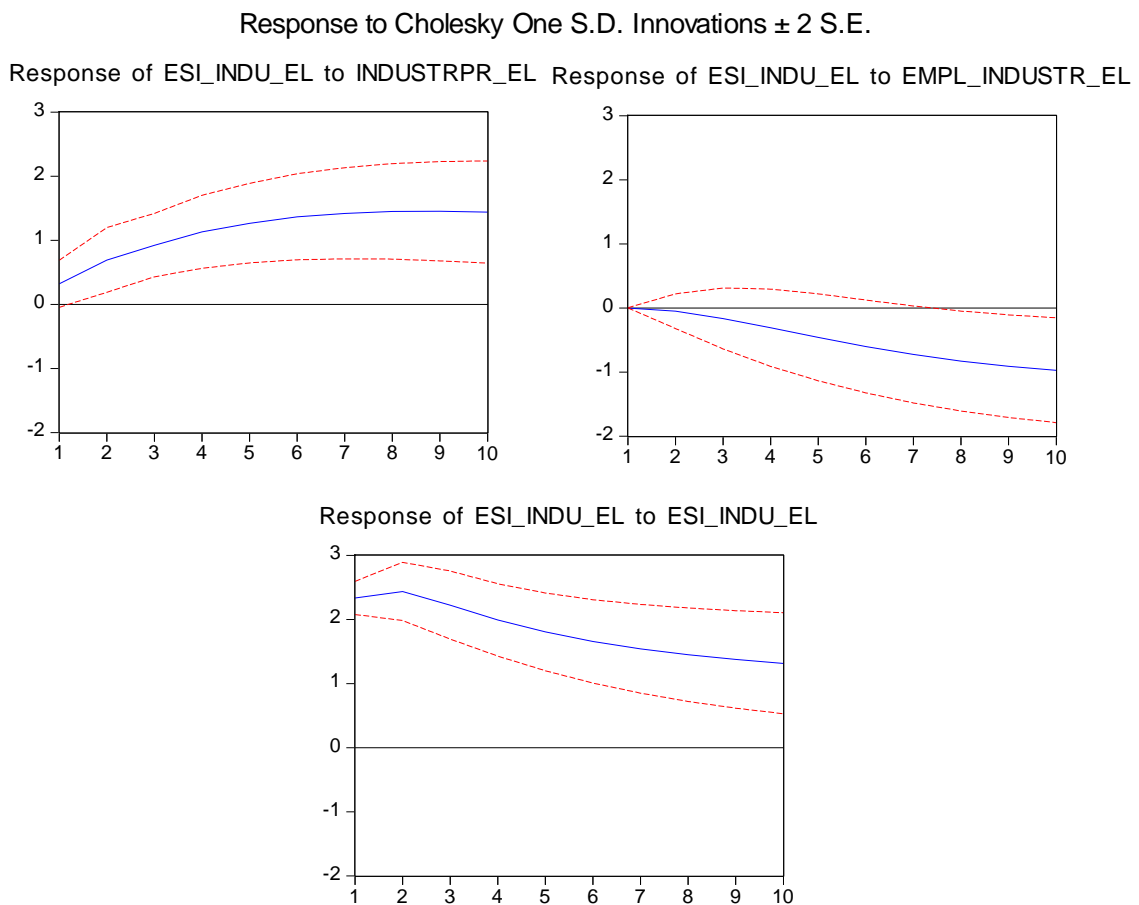 Response to Cholesky One S.D. Innovations ± 2 S.E.
Response of ESI_INDU_EL to INDUSTRPR_EL
3
2
1
0
-1
-2
1 2 3 4 5 6 7 8 9 10
Response of ESI_INDU_EL to EMPL_INDUSTR_EL
3
2
1
0
-1
-2
1 2 3 4 5 6 7 8 9 10
Response of ESI_INDU_EL to ESI_INDU_EL
3
2
1
0
-1
-2
1 2 3 4 5 6 7 8 9 10